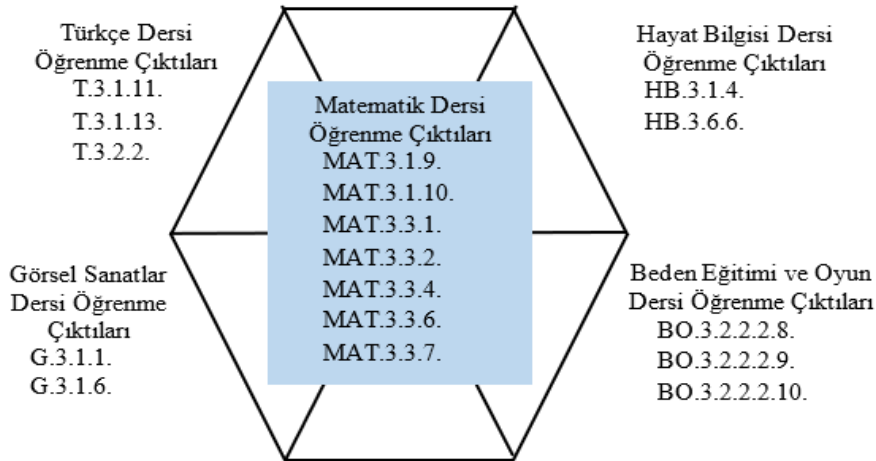 Türkçe Dersi
Öğrenme Çıktıları
T.3.1.11.
T.3.1.13.
T.3.2.2.
Hayat Bilgisi Dersi
Öğrenme Çıktıları
HB.3.1.4.
HB.3.6.6.
Matematik Dersi
Öğrenme Çıktıları
MAT.3.1.9.
MAT.3.1.10.
MAT.3.3.1.
MAT.3.3.2.
MAT.3.3.4.
MAT.3.3.6.
MAT.3.3.7.
Görsel Sanatlar
Dersi Öğrenme
Çıktıları
G.3.1.1.
G.3.1.6.
Beden Eğitimi ve Oyun
Dersi Öğrenme Çıktıları
BO.3.2.2.2.8.
BO.3.2.2.2.9.
BO.3.2.2.2.10.